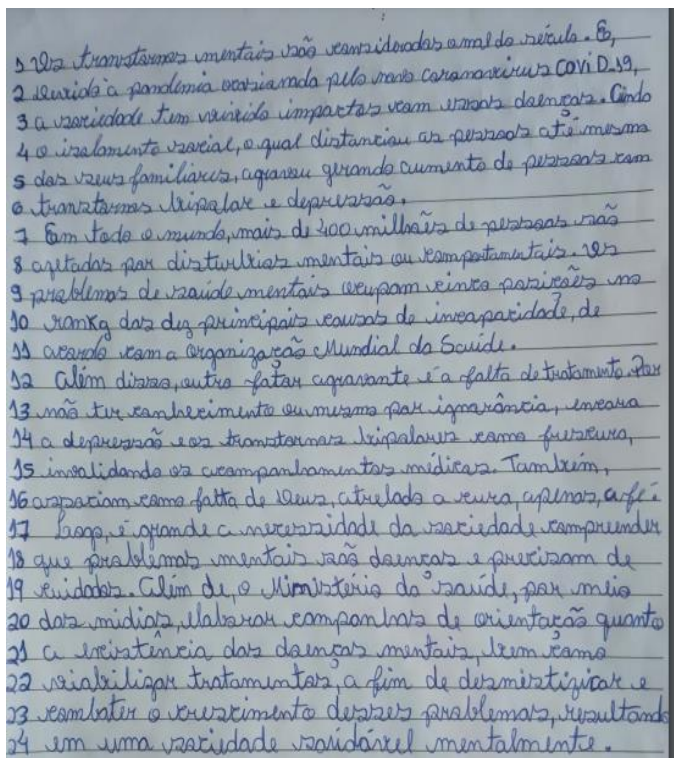 1 Os transtornos mentais são considerados o mal do século. E,
2 devido à pandemia ocasionada pelo novo coronavírus COVID-19,
3 a sociedade tem vivido impactos com essas doenças. Cindo
4 o isolamento social, o qual distanciou as pessoas até mesmo
5 dos seus familiares, agravou gerando aumento de pessoas com
6 transtornos bipolar e depressão.
7 Em todo o mundo, mais de 400 milhões de pessoas são
8 afetadas por distúrbios mentais ou comportamentais. Os
9 problemas de saúde mentais ocupam cinco posições no
10 rankg das dez principais causas de incapacidade, de
11 acordo com a Organização Mundial da Saúde.
12 Além disso, outro fator agravante é a falta de tratamento. Por
13 não ter conhecimento ou mesmo por ignorância, encara
14 a depressão e os transtornos bipolares como frescura,
15 invalidando os acompanhamentos médicos. Também,
16 associam como falta de Deus, atrelado a cura, apenas, a fé.
17 Logo, é grande a necessidade da sociedade compreender
18 que problemas mentais são doenças e precisam de
19 cuidados. Além de, o Ministério da saúde, por meio
20 das mídias, elaborar campanhas de orientação quanto
21 a existência das doenças mentais, bem como
22 viabilizar tratamentos, a fim de desmistificar e
23 combater o crescimento desses problemas, resultando
24 em uma sociedade saudável mentalmente.